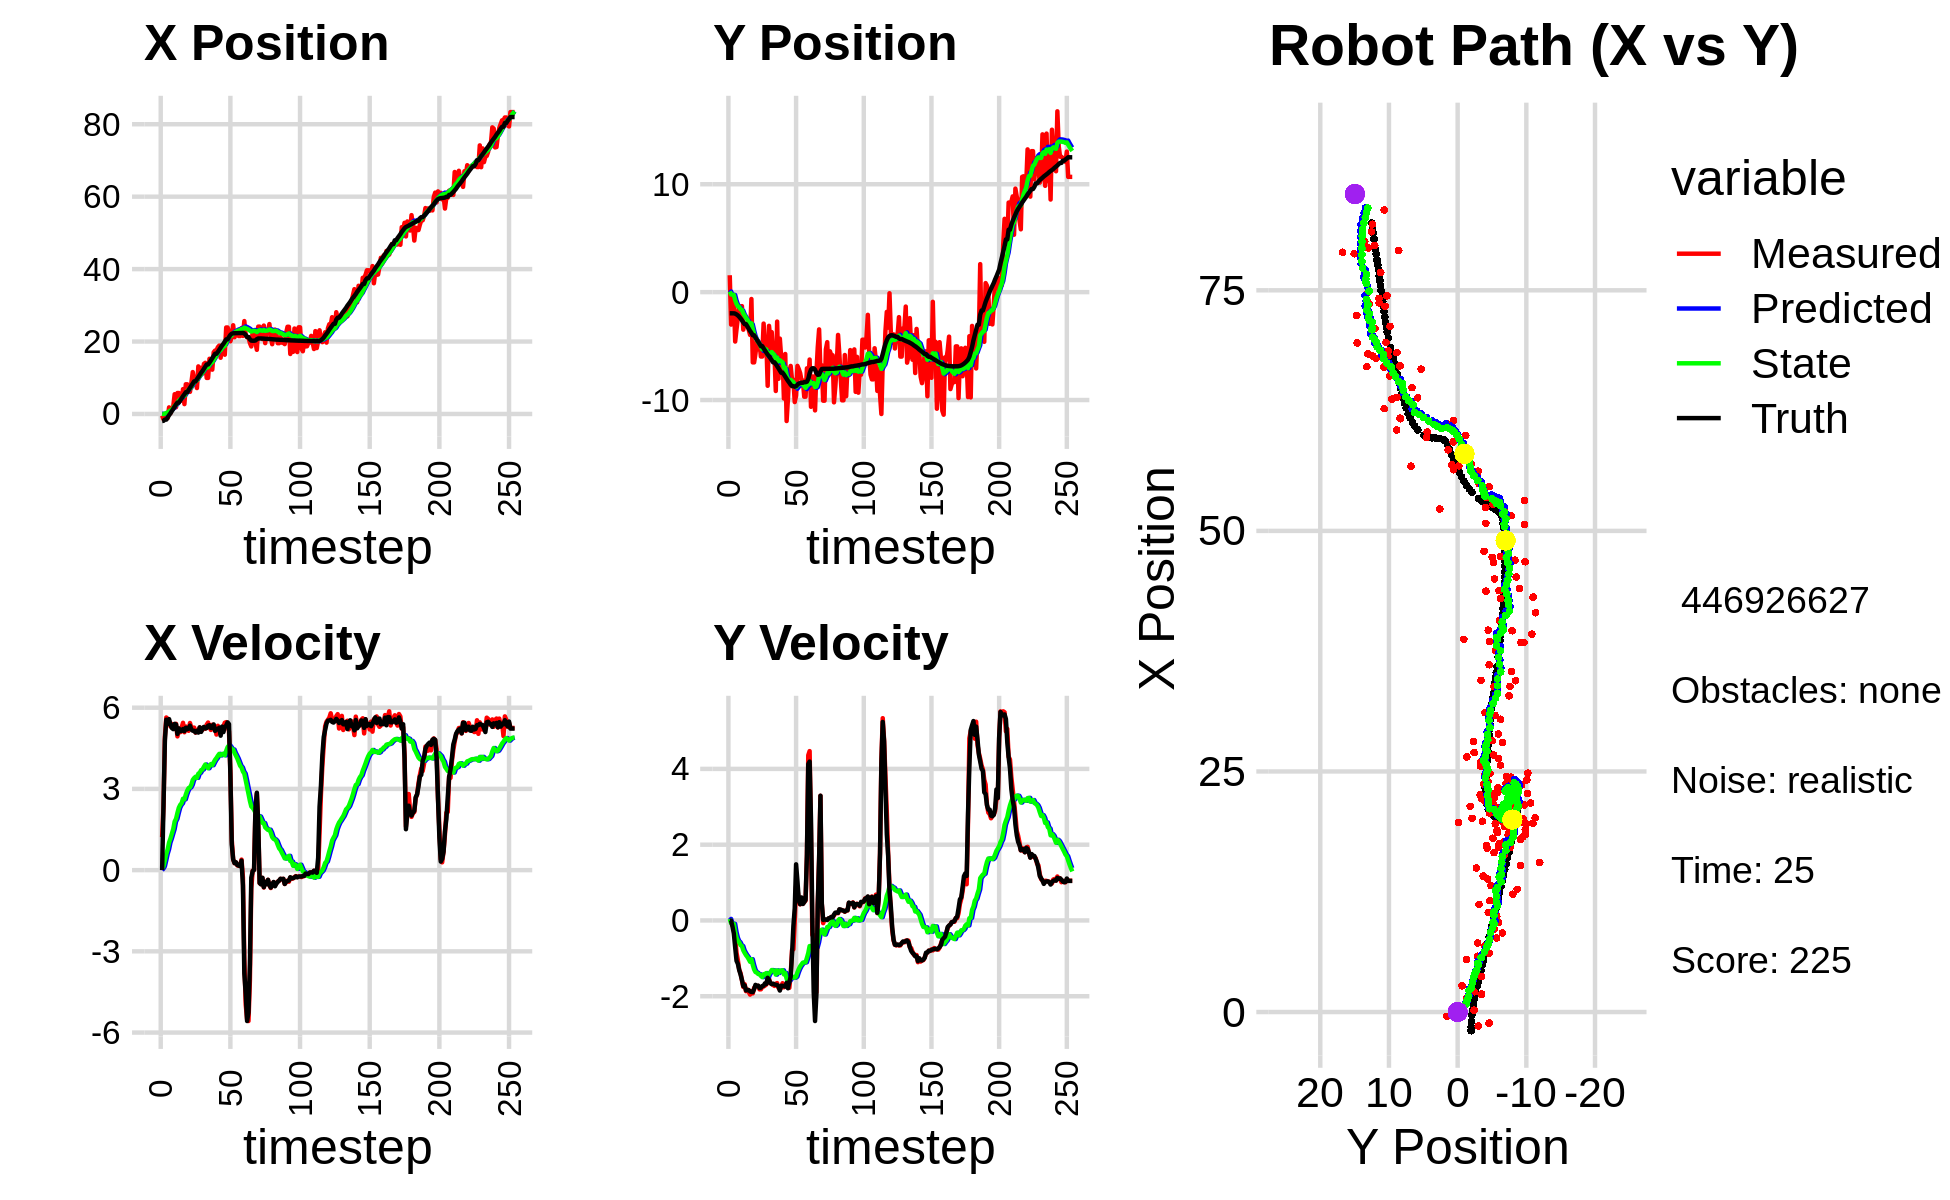 X Position
80
60
40
20
0
0
50
100
150
200
250
timestep
Y Position
10
0
-10
0
50
100
150
200
250
timestep
X Velocity
6
3
0
-3
-6
0
50
100
150
200
250
timestep
Y Velocity
4
2
0
-2
0
50
100
150
200
250
timestep
Robot Path (X vs Y)
X Position
75
50
25
0
20 10 0 -10 -20
Y Position
variable
Measured
Predicted
State
Truth
446926627
Obstacles: none
Noise: realistic
Time: 25
Score: 225